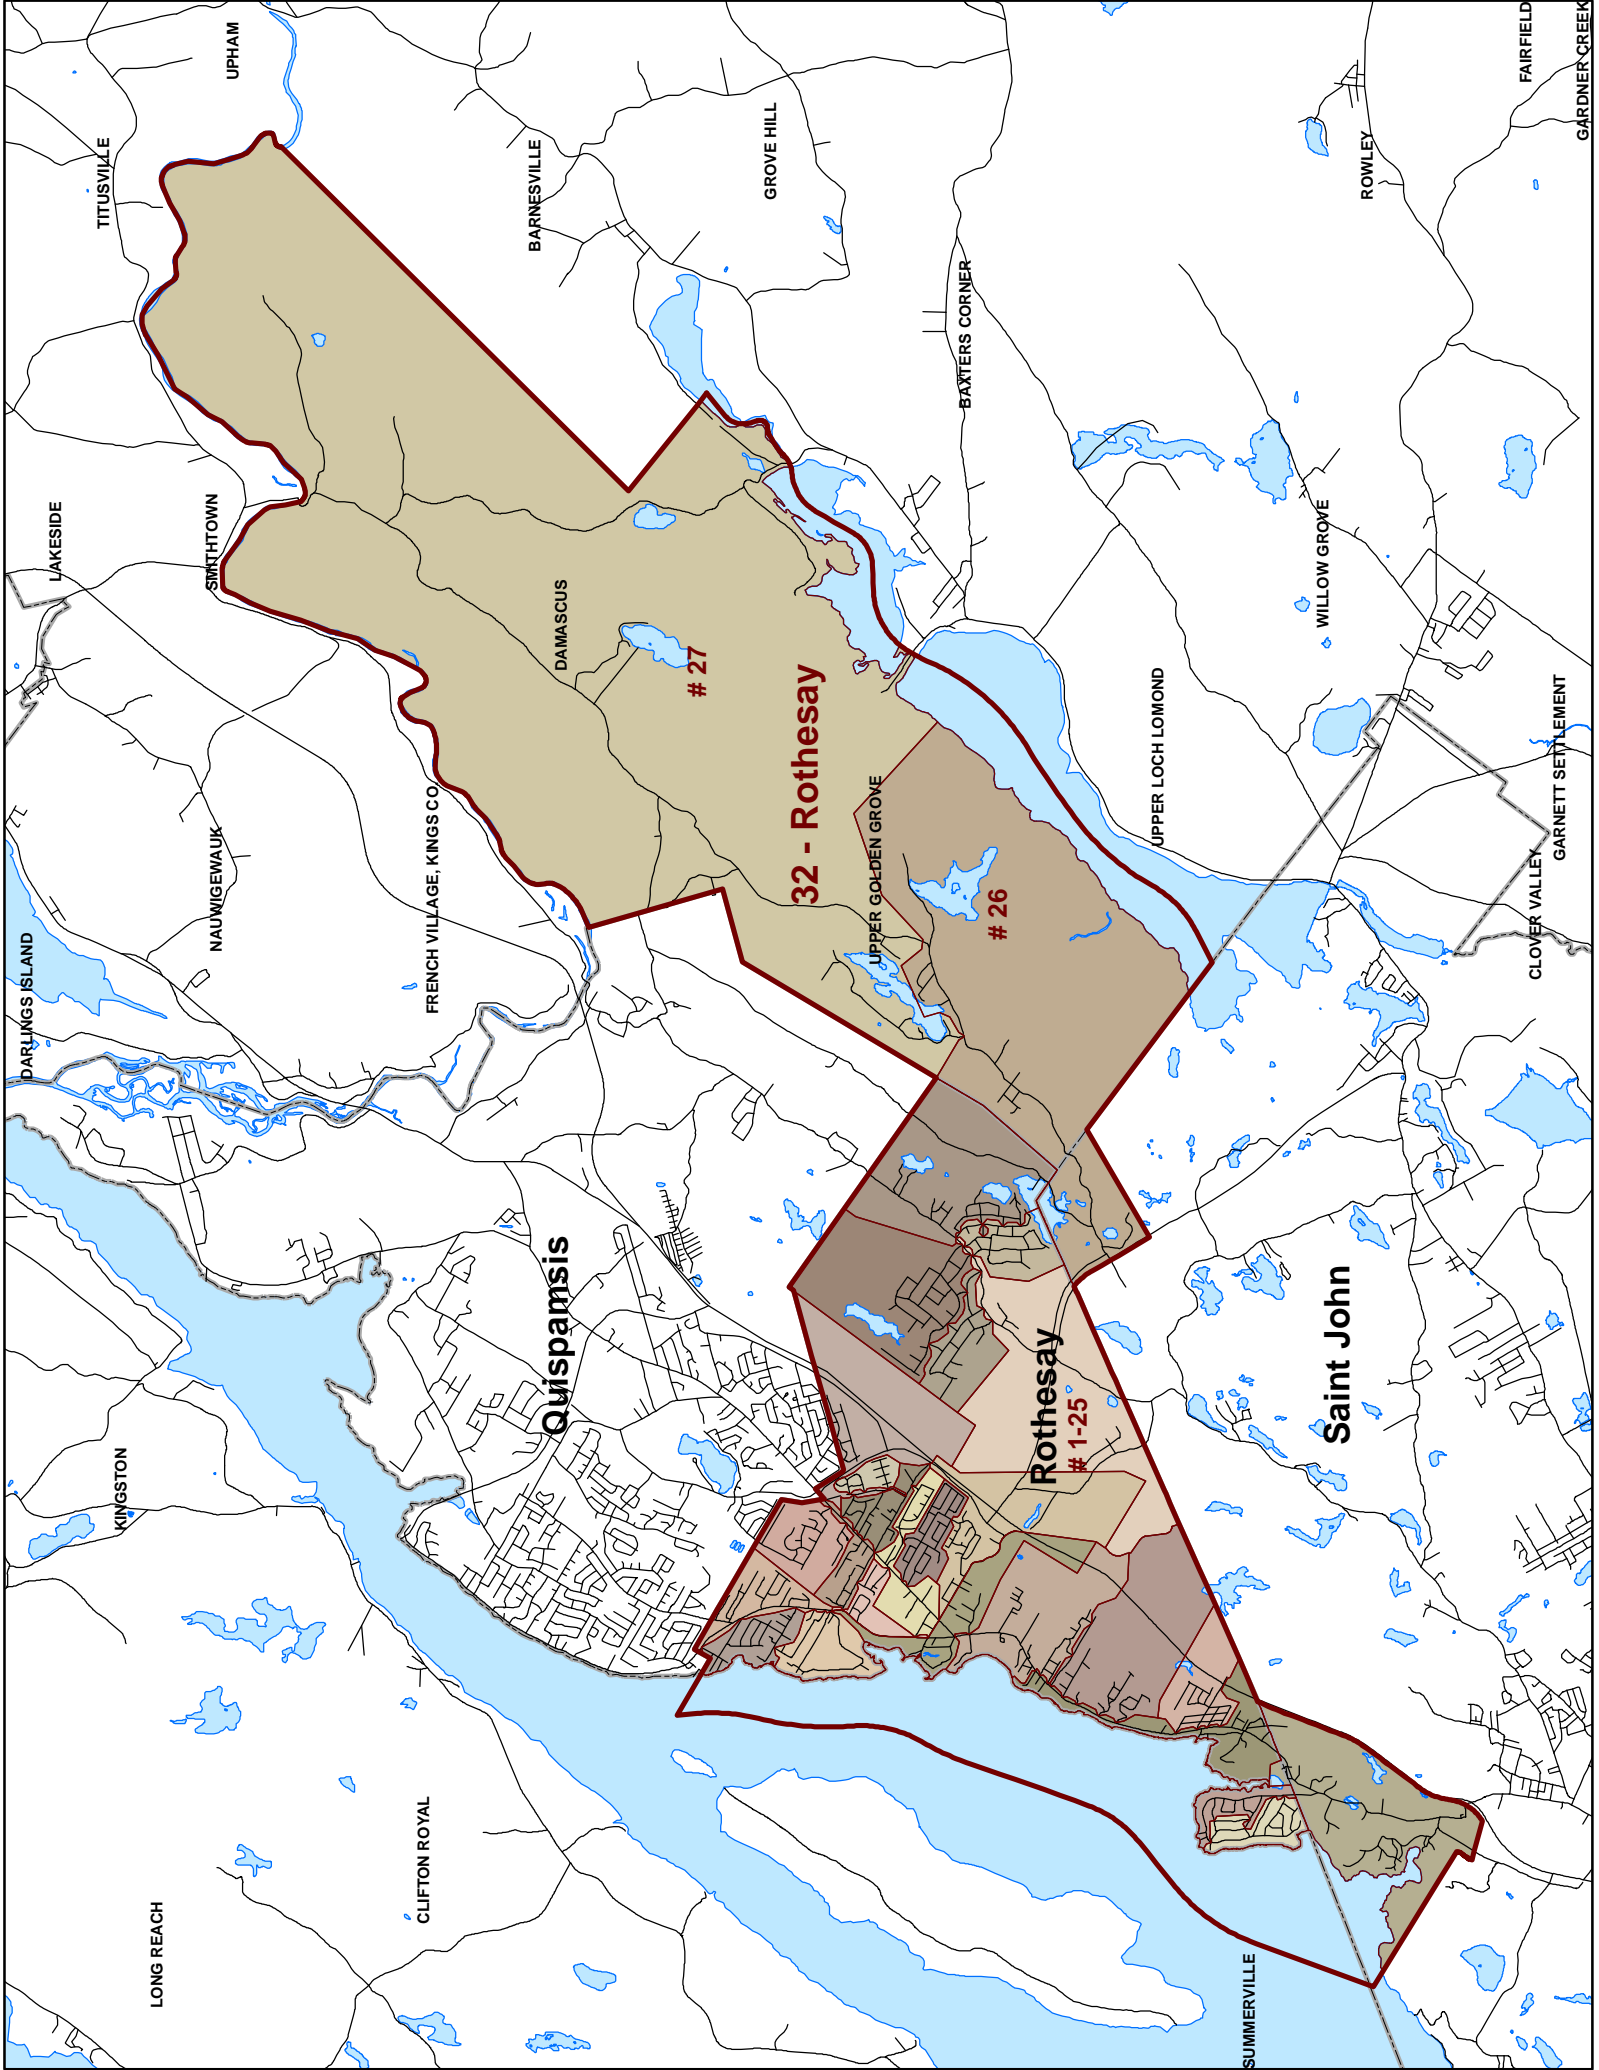 UPHAM
TITUSVILLE
FAIRFIELD
GARDNER CREEK
BARNESVILLE
GROVE HILL
ROWLEY
BAXTERS CORNER
LAKESIDE
SMITHTOWN
DAMASCUS
WILLOW GROVE
# 27
32 - Rothesay
UPPER LOCH LOMOND
GARNETT SETTLEMENT
NAUWIGEWAUK
FRENCH VILLAGE, KINGS CO.
UPPER GOLDEN GROVE
# 26
CLOVER VALLEY
DARLINGS ISLAND
Quispamsis
Rothesay
# 1-25
Saint John
KINGSTON
CLIFTON ROYAL
LONG REACH
SUMMERVILLE